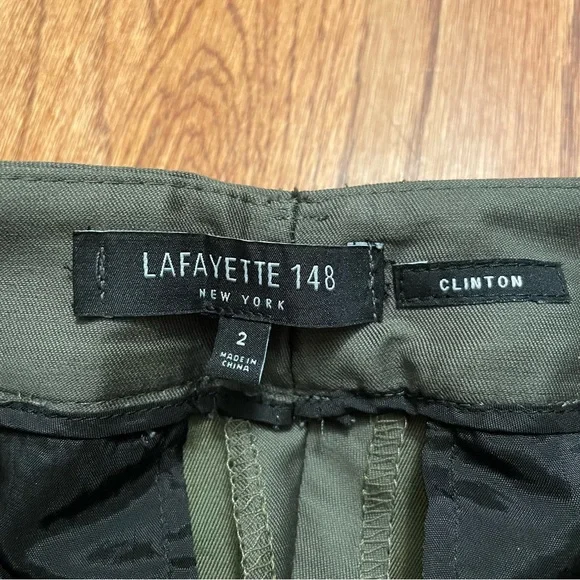 LAFAYETTE 148
NEW YORK
2
MADE IN
CHINA
CLINTON